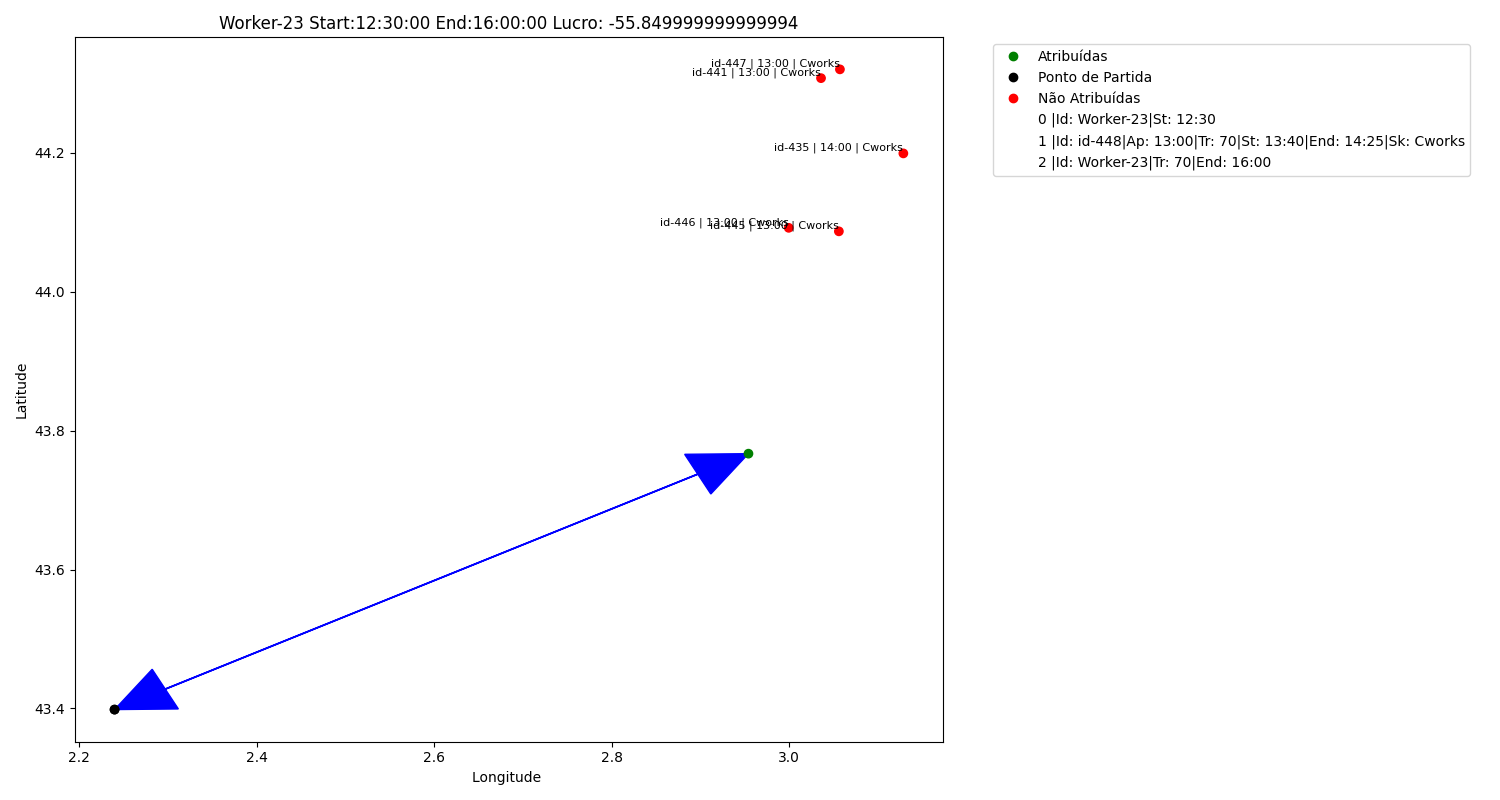 Worker-23 Start:12:30:00 End:16:00:00 Lucro: -55.849999999999994
Atribuídas
Ponto de Partida
Não Atribuídas
0 |Id: Worker-23|St: 12:30
1 |Id: id-448|Ap: 13:00|Tr: 70|St: 13:40|End: 14:25|Sk: Cworks
2 |Id: Worker-23|Tr: 70|End: 16:00
id-447 | 13:00 | Cworks
id-441 | 13:00 | Cworks
id-435 | 14:00 | Cworks
id-446 | 13:00 | Cworks
id-445 | 13:00 | Cworks
44.2
44.0
43.8
43.6
43.4
Latitude
2.2
2.4
2.6
2.8
3.0
Longitude